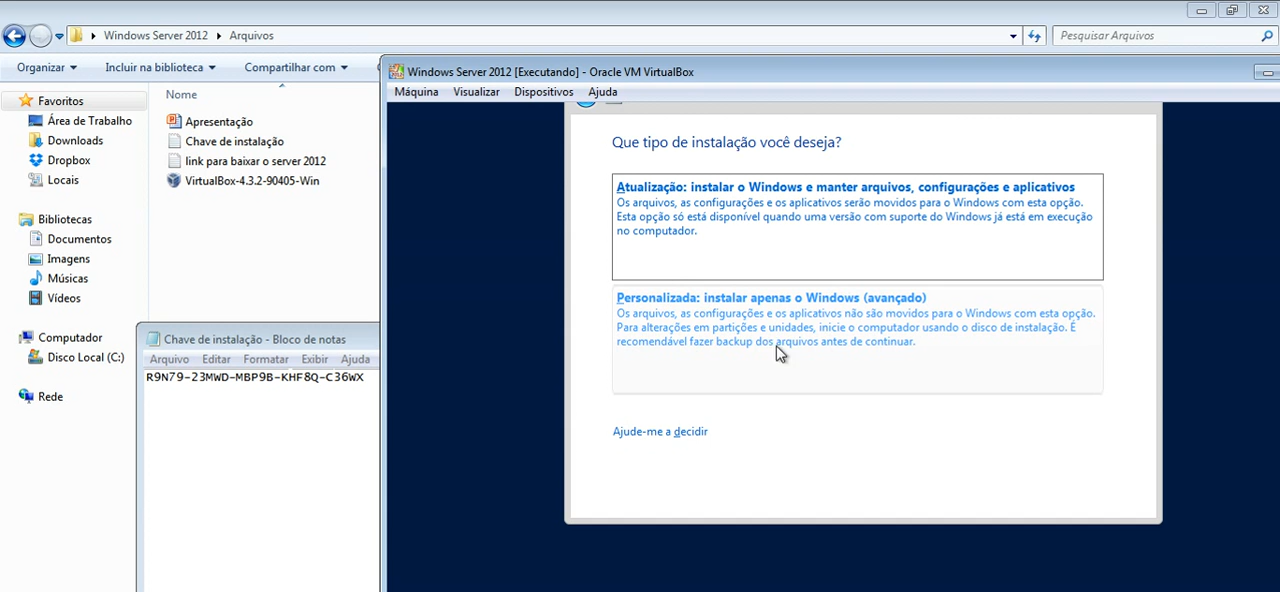 Windows Server 2012 Arquivos
Pesquisar Arquivos
Organizar
Incluir na biblioteca
Compartilhar com
Favoritos
Área de Trabalho
Downloads
Dropbox
Locais
Bibliotecas
Documentos
Imagens
Músicas
Vídeos
Computador
Disco Local (C:)
Rede
Nome
Apresentação
Chave de instalação
link para baixar o server 2012
VirtualBox-4.3.2-90405-Win
Chave de instalação - Bloco de notas
Arquivo Editar Formatar Exibir Ajuda
R9N79-23MWD-MBP9B-KHF8Q-C36WX
Windows Server 2012 [Executando] - Oracle VM VirtualBox
Máquina Visualizar Dispositivos Ajuda
Que tipo de instalação você deseja?
Atualização: instalar o Windows e manter arquivos, configurações e aplicativos
Os arquivos, as configurações e os aplicativos serão movidos para o Windows com esta opção.
Esta opção só está disponível quando uma versão com suporte do Windows já está em execução
no computador.
Personalizada: instalar apenas o Windows (avançado)
Os arquivos, as configurações e os aplicativos não são movidos para o Windows com esta opção.
Para alterações em partições e unidades, inicie o computador usando o disco de instalação. É
recomendável fazer backup dos arquivos antes de continuar.
Ajude-me a decidir